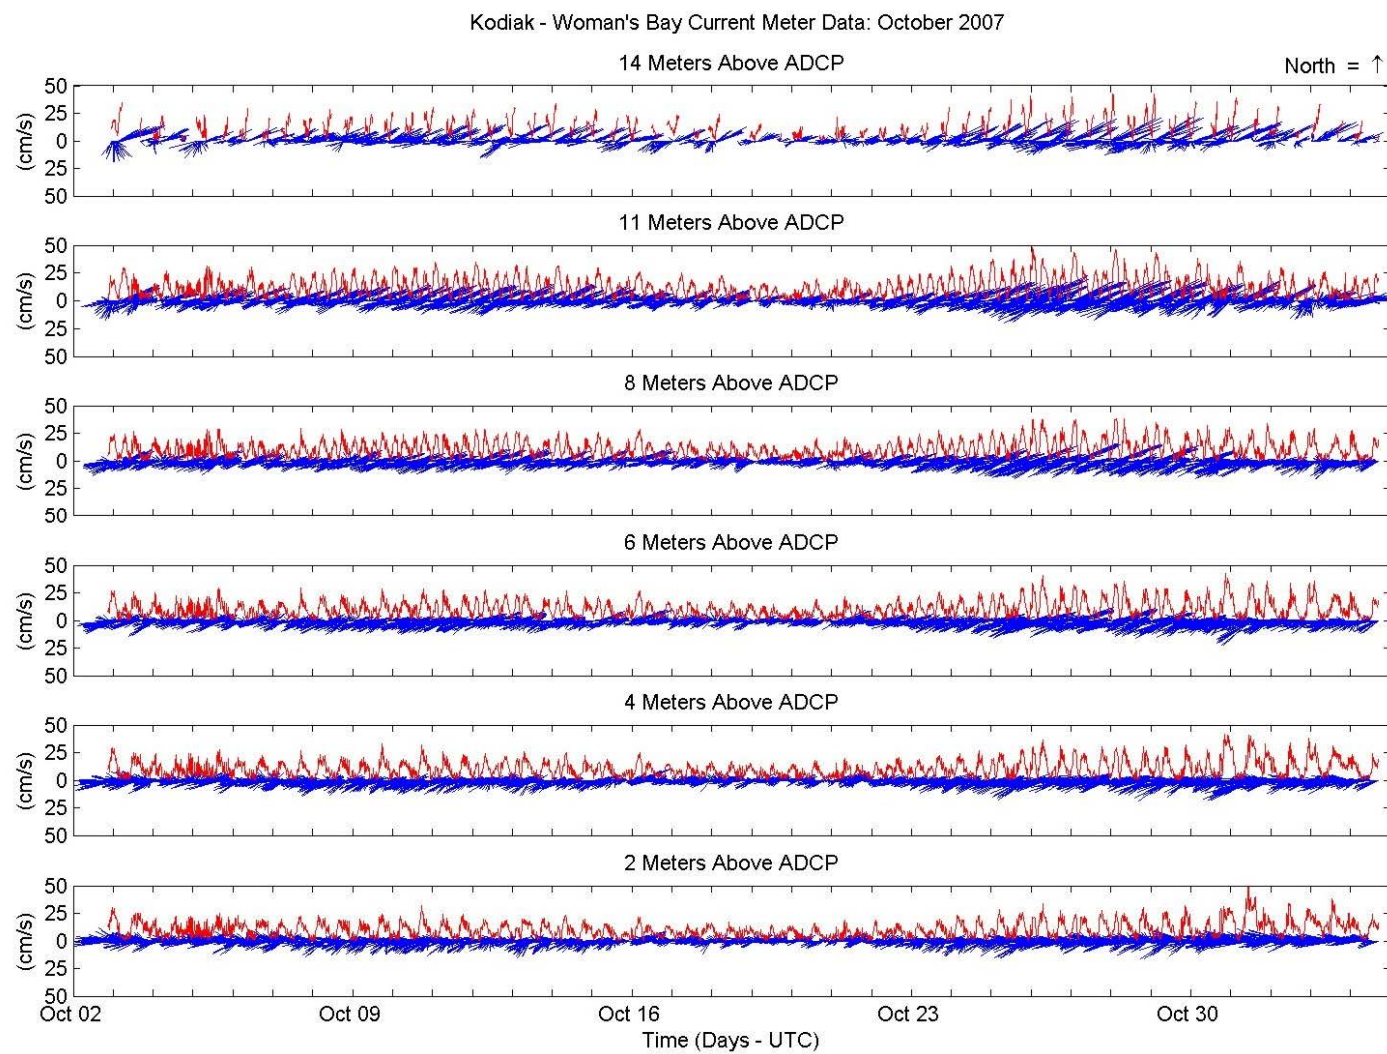 Kodiak - Woman's Bay Current Meter Data: October 2007
14 Meters Above ADCP
North = ↑
50
25
0
25
50
(cm/s)
11 Meters Above ADCP
50
25
0
25
50
(cm/s)
8 Meters Above ADCP
50
25
0
25
50
(cm/s)
6 Meters Above ADCP
50
25
0
25
50
(cm/s)
4 Meters Above ADCP
50
25
0
25
50
(cm/s)
2 Meters Above ADCP
50
25
0
25
50
(cm/s)
Oct 02 Oct 09 Oct 16 Oct 23 Oct 30
Time (Days - UTC)